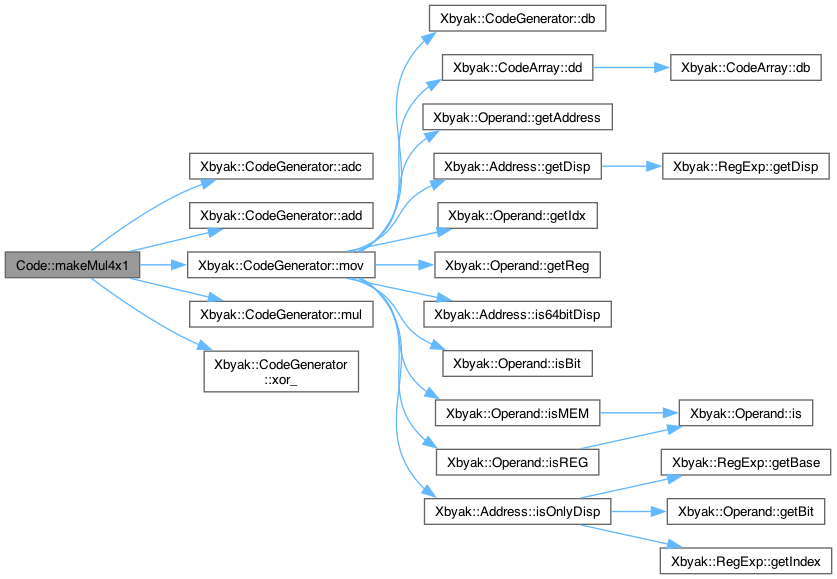 Code::makeMul4x1
Xbyak::CodeGenerator::adc
Xbyak::CodeGenerator::add
Xbyak::CodeGenerator::mov
Xbyak::CodeGenerator::mul
Xbyak::CodeGenerator
::xor_
Xbyak::CodeGenerator::db
Xbyak::CodeArray::dd
Xbyak::Operand::getAddress
Xbyak::Address::getDisp
Xbyak::Operand::getIdx
Xbyak::Operand::getReg
Xbyak::Address::is64bitDisp
Xbyak::Operand::isBit
Xbyak::Operand::isMEM
Xbyak::Operand::isREG
Xbyak::Address::isOnlyDisp
Xbyak::CodeArray::db
Xbyak::RegExp::getDisp
Xbyak::Operand::is
Xbyak::RegExp::getBase
Xbyak::Operand::getBit
Xbyak::RegExp::getIndex